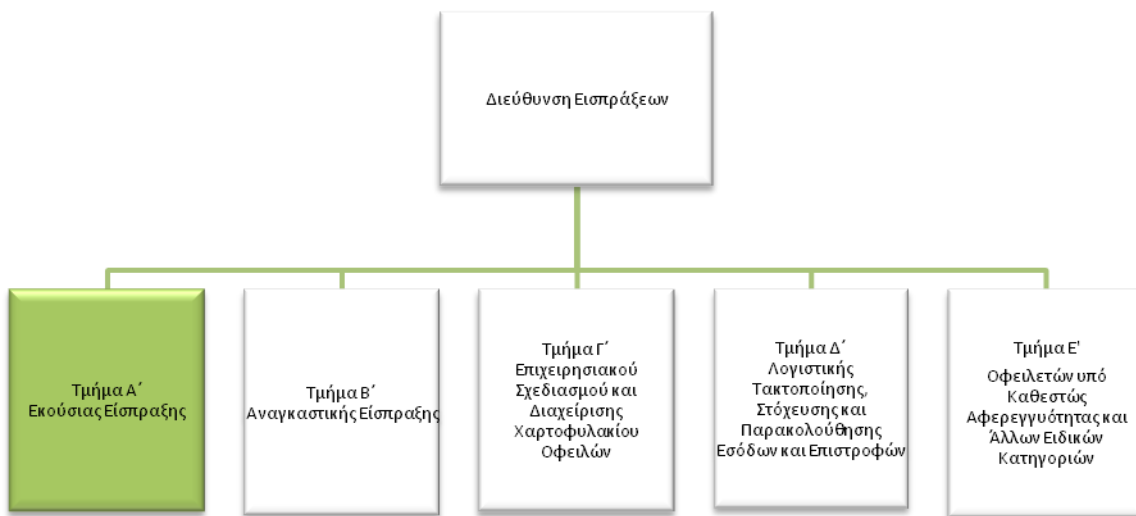 Διεύθυνση Εισπράξεων
Τμήμα Α΄
Εκούσιας Είσπραξης
Τμήμα Β΄
Αναγκαστικής Είσπραξης
Τμήμα Γ΄
Επιχειρησιακού
Σχεδιασμού και
Διαχείρισης
Χαρτοφυλακίου
Οφειλών
Τμήμα Δ΄
Λογιστικής
Τακτοποίησης,
Στόχευσης και
Παρακολούθησης
Εσόδων και Επιστροφών
Τμήμα Ε'
Οφειλετών υπό
Καθεστώς
Αφερεγγυότητας και
Άλλων Ειδικών
Κατηγοριών